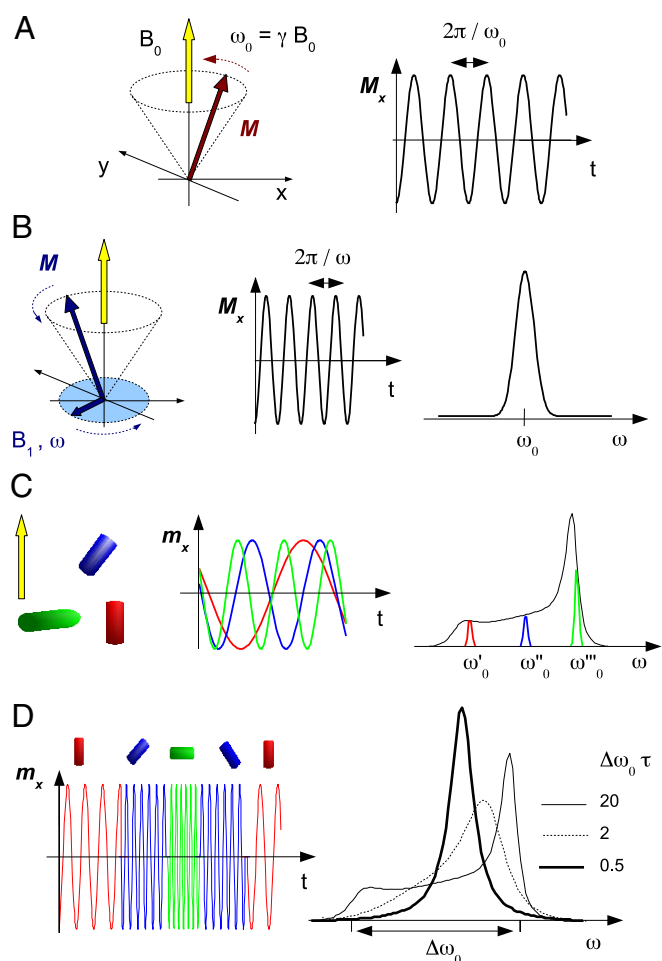 A
B₀
ω₀ = γ B₀
M
y
x
Mₓ
2π / ω₀
t
B
M
B₁ , ω
Mₓ
2π / ω
t
ω₀
ω
C
mₓ
t
ω'₀
ω''₀
ω'''₀
ω
D
mₓ
t
Δω₀ τ
20
2
0.5
Δω₀
ω